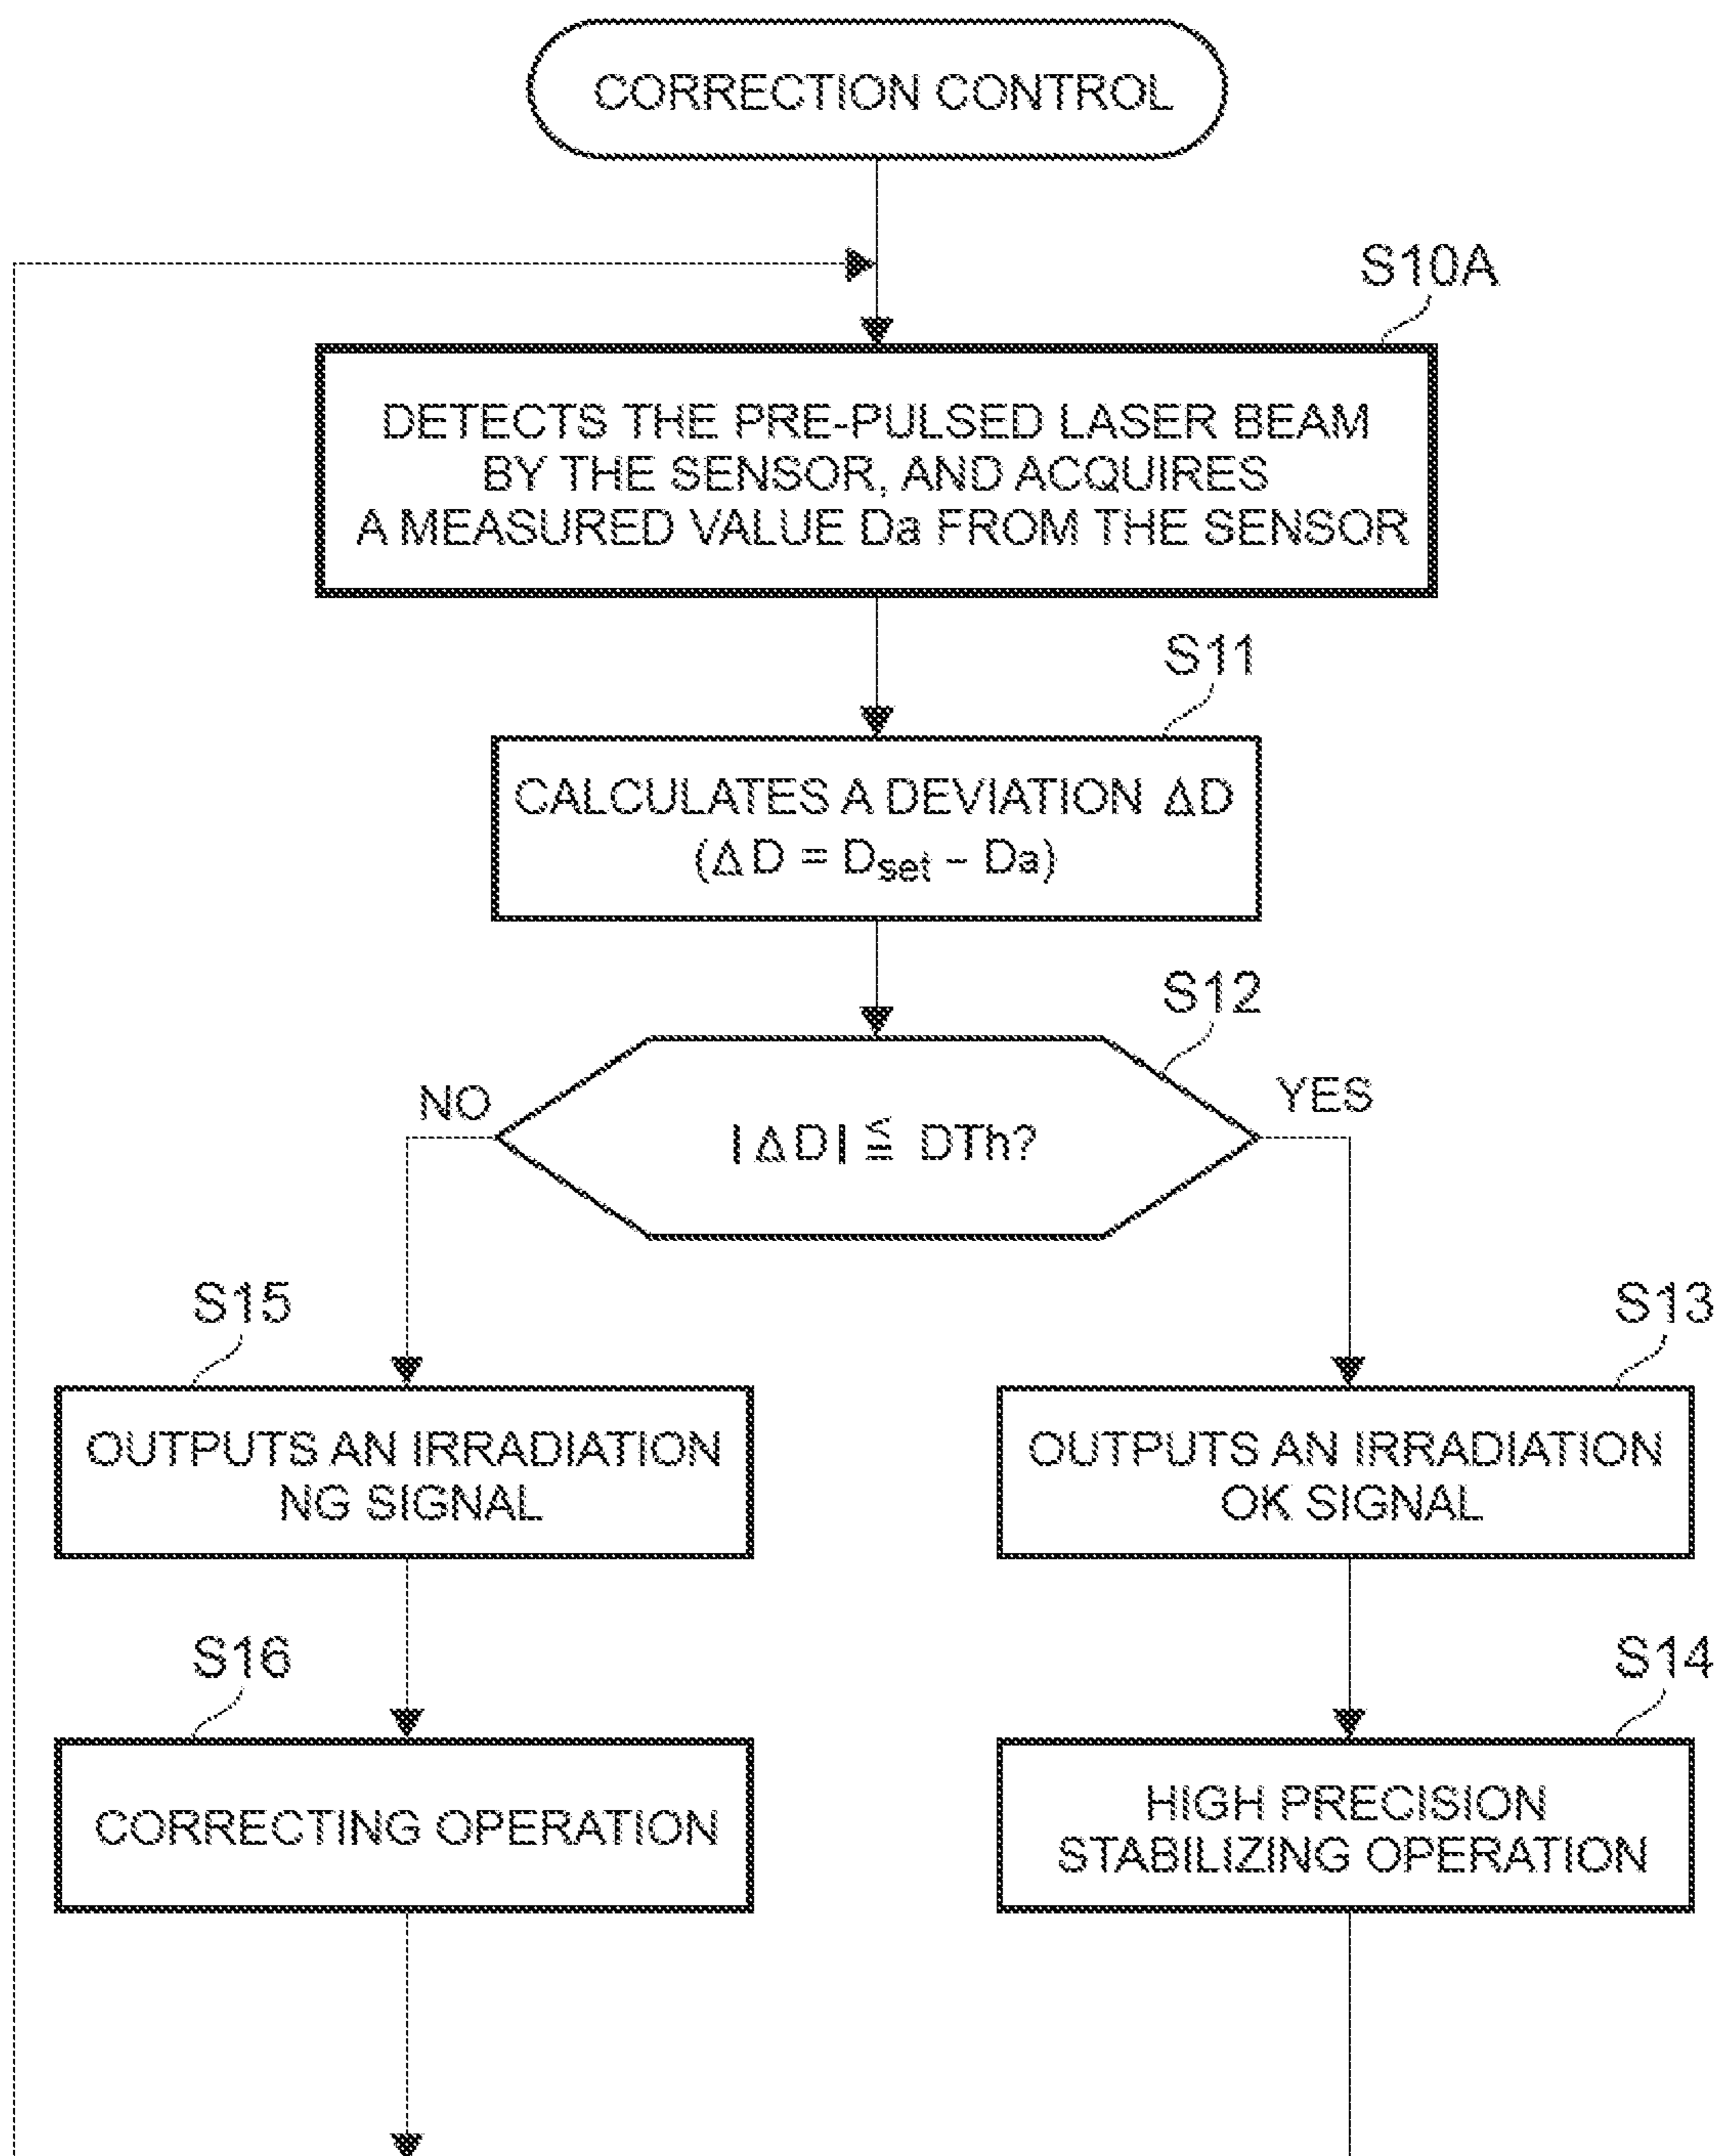 CORRECTION CONTROL
S10A
DETECTS THE PRE-PULSED LASER BEAM
BY THE SENSOR, AND ACQUIRES
A MEASURED VALUE Da FROM THE SENSOR
S11
CALCULATES A DEVIATION ΔD
(ΔD = Dset – Da)
S12
NO
YES
|ΔD| ≦ DTh?
S15
S13
OUTPUTS AN IRRADIATION
NG SIGNAL
OUTPUTS AN IRRADIATION
OK SIGNAL
S16
S14
CORRECTING OPERATION
HIGH PRECISION
STABILIZING OPERATION